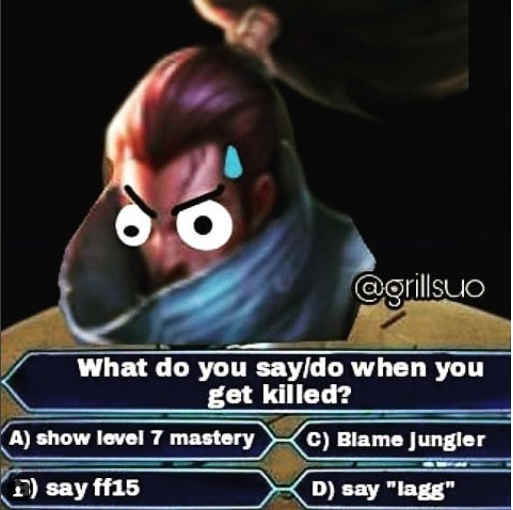 @grillsuo
What do you say/do when you
get killed?
A) show level 7 mastery
C) Blame jungler
B) say ff15
D) say "lagg"